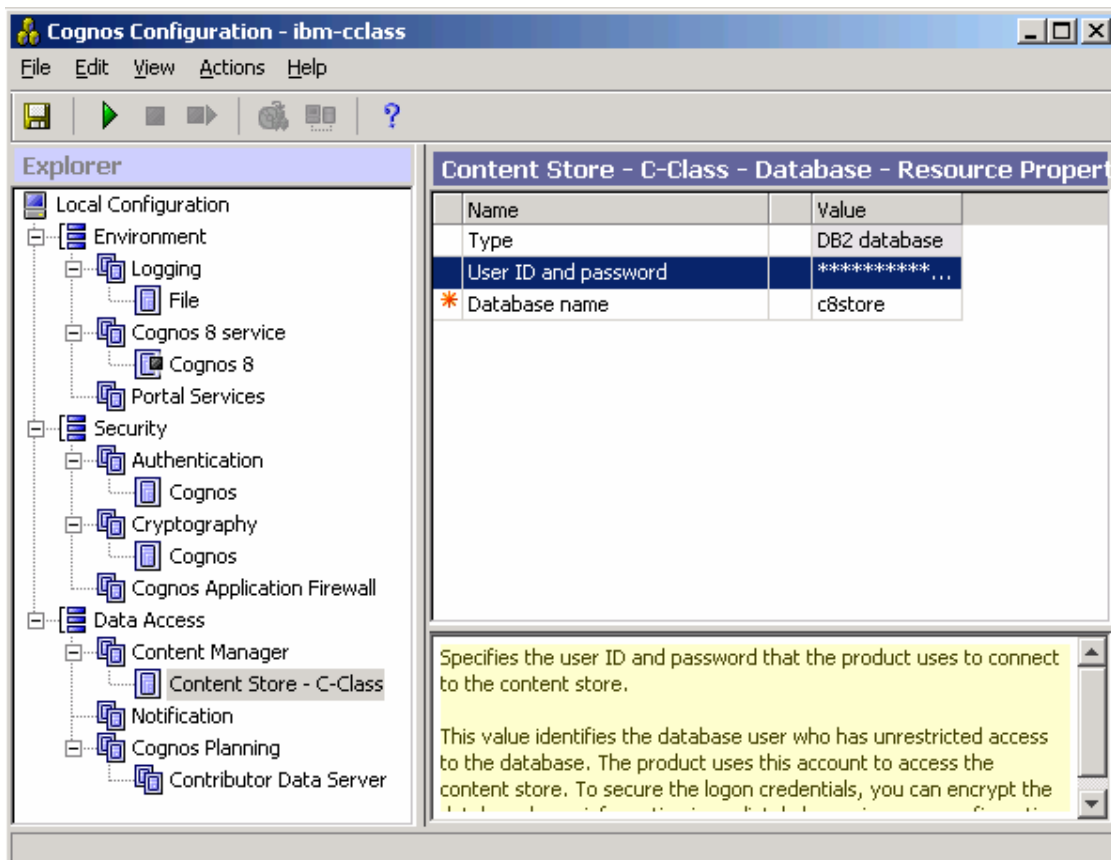 Cognos Configuration - ibm-cclass
File Edit View Actions Help
Explorer
Local Configuration
Environment
Logging
File
Cognos 8 service
Cognos 8
Portal Services
Security
Authentication
Cognos
Cryptography
Cognos
Cognos Application Firewall
Data Access
Content Manager
Content Store - C-Class
Notification
Cognos Planning
Contributor Data Server
Content Store - C-Class - Database - Resource Propert
Name Value
Type DB2 database
User ID and password **********...
* Database name c8store
Specifies the user ID and password that the product uses to connect
to the content store.
This value identifies the database user who has unrestricted access
to the database. The product uses this account to access the
content store. To secure the logon credentials, you can encrypt the